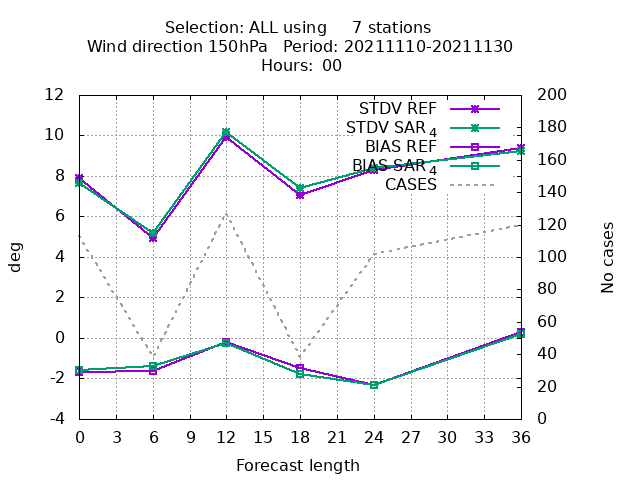 Selection: ALL using 7 stations
Wind direction 150hPa Period: 20211110-20211130
Hours: 00
12 200
STDV REF
180
STDV SAR 4
10
BIAS REF
160
BIAS SAR 4
8
CASES
140
6 120
deg
4 100
No cases
80
2
60
0
40
-2
20
-4 0
0 3 6 9 12 15 18 21 24 27 30 33 36
Forecast length